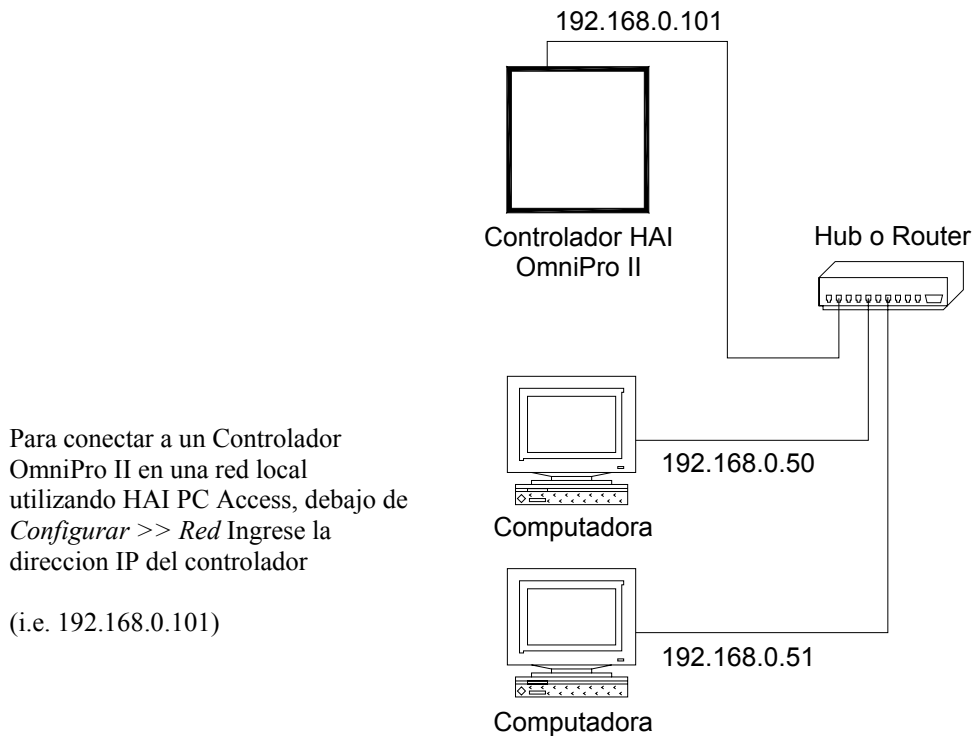 192.168.0.101
Controlador HAI
OmniPro II
Hub o Router
Para conectar a un Controlador
OmniPro II en una red local
utilizando HAI PC Access, debajo de
Configurar >> Red Ingrese la
direccion IP del controlador
(i.e. 192.168.0.101)
192.168.0.50
Computadora
192.168.0.51
Computadora